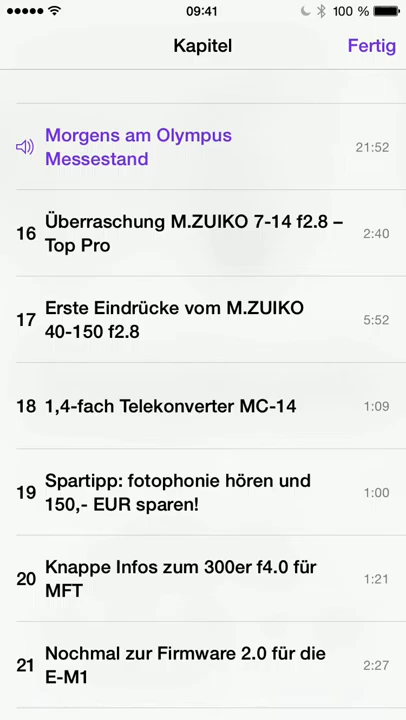 09:41
100 %
Kapitel
Fertig
Morgens am Olympus
Messestand
21:52
16
Überraschung M.ZUIKO 7-14 f2.8 –
Top Pro
2:40
17
Erste Eindrücke vom M.ZUIKO
40-150 f2.8
5:52
18
1,4-fach Telekonverter MC-14
1:09
19
Spartipp: fotophonie hören und
150,- EUR sparen!
1:00
20
Knappe Infos zum 300er f4.0 für
MFT
1:21
21
Nochmal zur Firmware 2.0 für die
E-M1
2:27